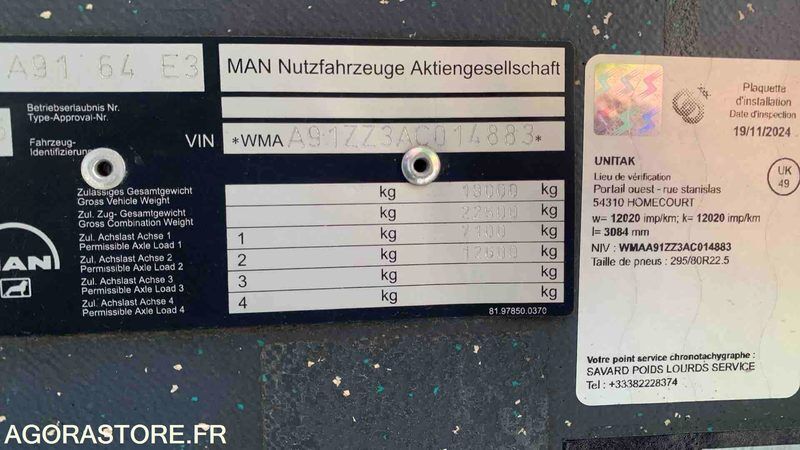 A91 64 E3
MAN Nutzfahrzeuge Aktiengesellschaft
Betriebserlaubnis Nr.
Type-Approval-Nr.
Fahrzeug-
Identifizierung
VIN *WMAA91ZZ3AC014883*
Zulässiges Gesamtgewicht
Gross Vehicle Weight
kg 19000 kg
Zul. Zug- Gesamtgewicht
Gross Combination Weight
kg 22500 kg
Zul. Achslast Achse 1
Permissible Axle Load 1
1 kg 7100 kg
Zul. Achslast Achse 2
Permissible Axle Load 2
2 kg 12600 kg
Zul. Achslast Achse 3
Permissible Axle Load 3
3 kg kg
Zul. Achslast Achse 4
Permissible Axle Load 4
4 kg kg
MAN
81.97850.0370
Plaquette
d'installation
Date d'inspection
19/11/2024
UNITAK
Lieu de vérification
Portail ouest - rue stanislas
54310 HOMECOURT
UK
49
w= 12020 imp/km; k= 12020 imp/km
l= 3084 mm
NIV : WMAA91ZZ3AC014883
Taille de pneus : 295/80R22.5
Votre point service chronotachygraphe :
SAVARD POIDS LOURDS SERVICE
Tel : +33382228374
AGORASTORE.FR